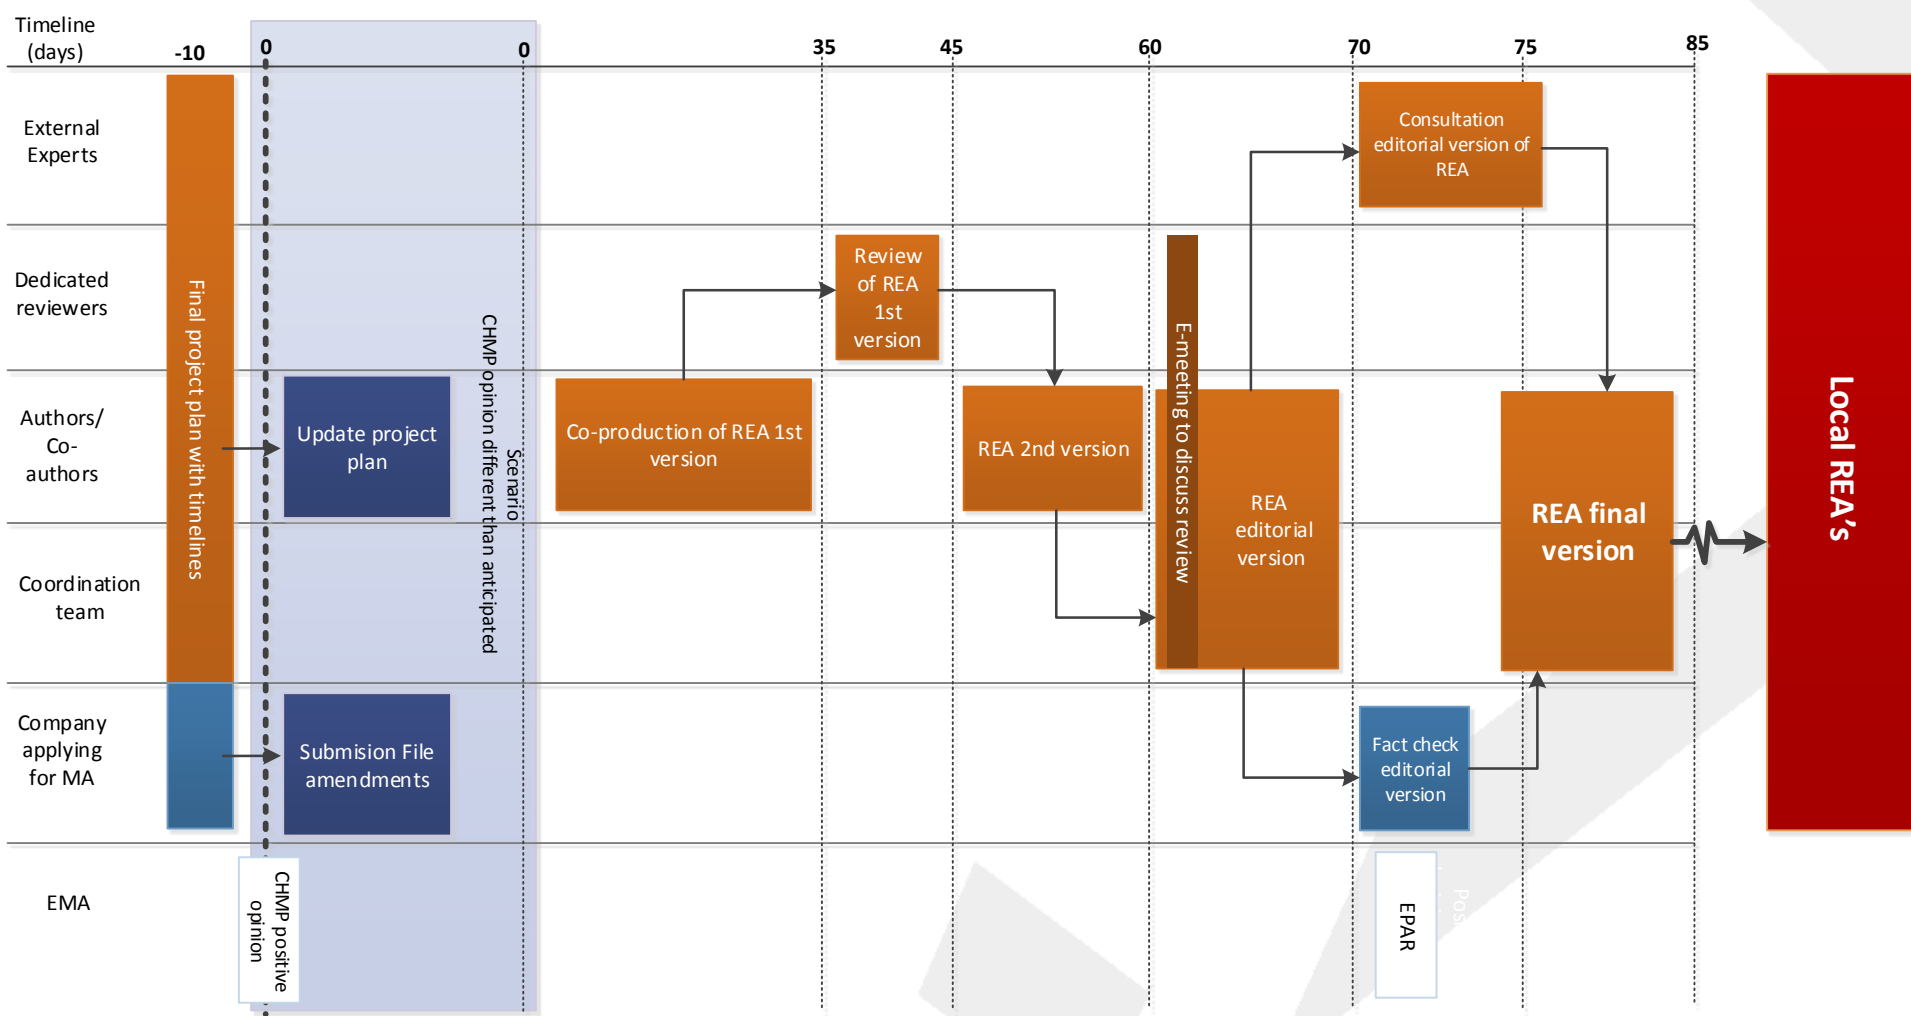 Timeline
(days)
-10
0
0
35
45
60
70
75
85
External
Experts
Consultation
editorial version of
REA
Dedicated
reviewers
Review
of REA
1st
version
Final project plan with timelines
Scenario
CHMP opinion different than anticipated
E-meeting to discuss review
Local REA's
Authors/
Co-
authors
Update project
plan
Co-production of REA 1st
version
REA 2nd version
REA
editorial
version
REA final
version
Coordination
team
Company
applying
for MA
Submision File
amendments
Fact check
editorial
version
EMA
CHMP positive
opinion
EPAR